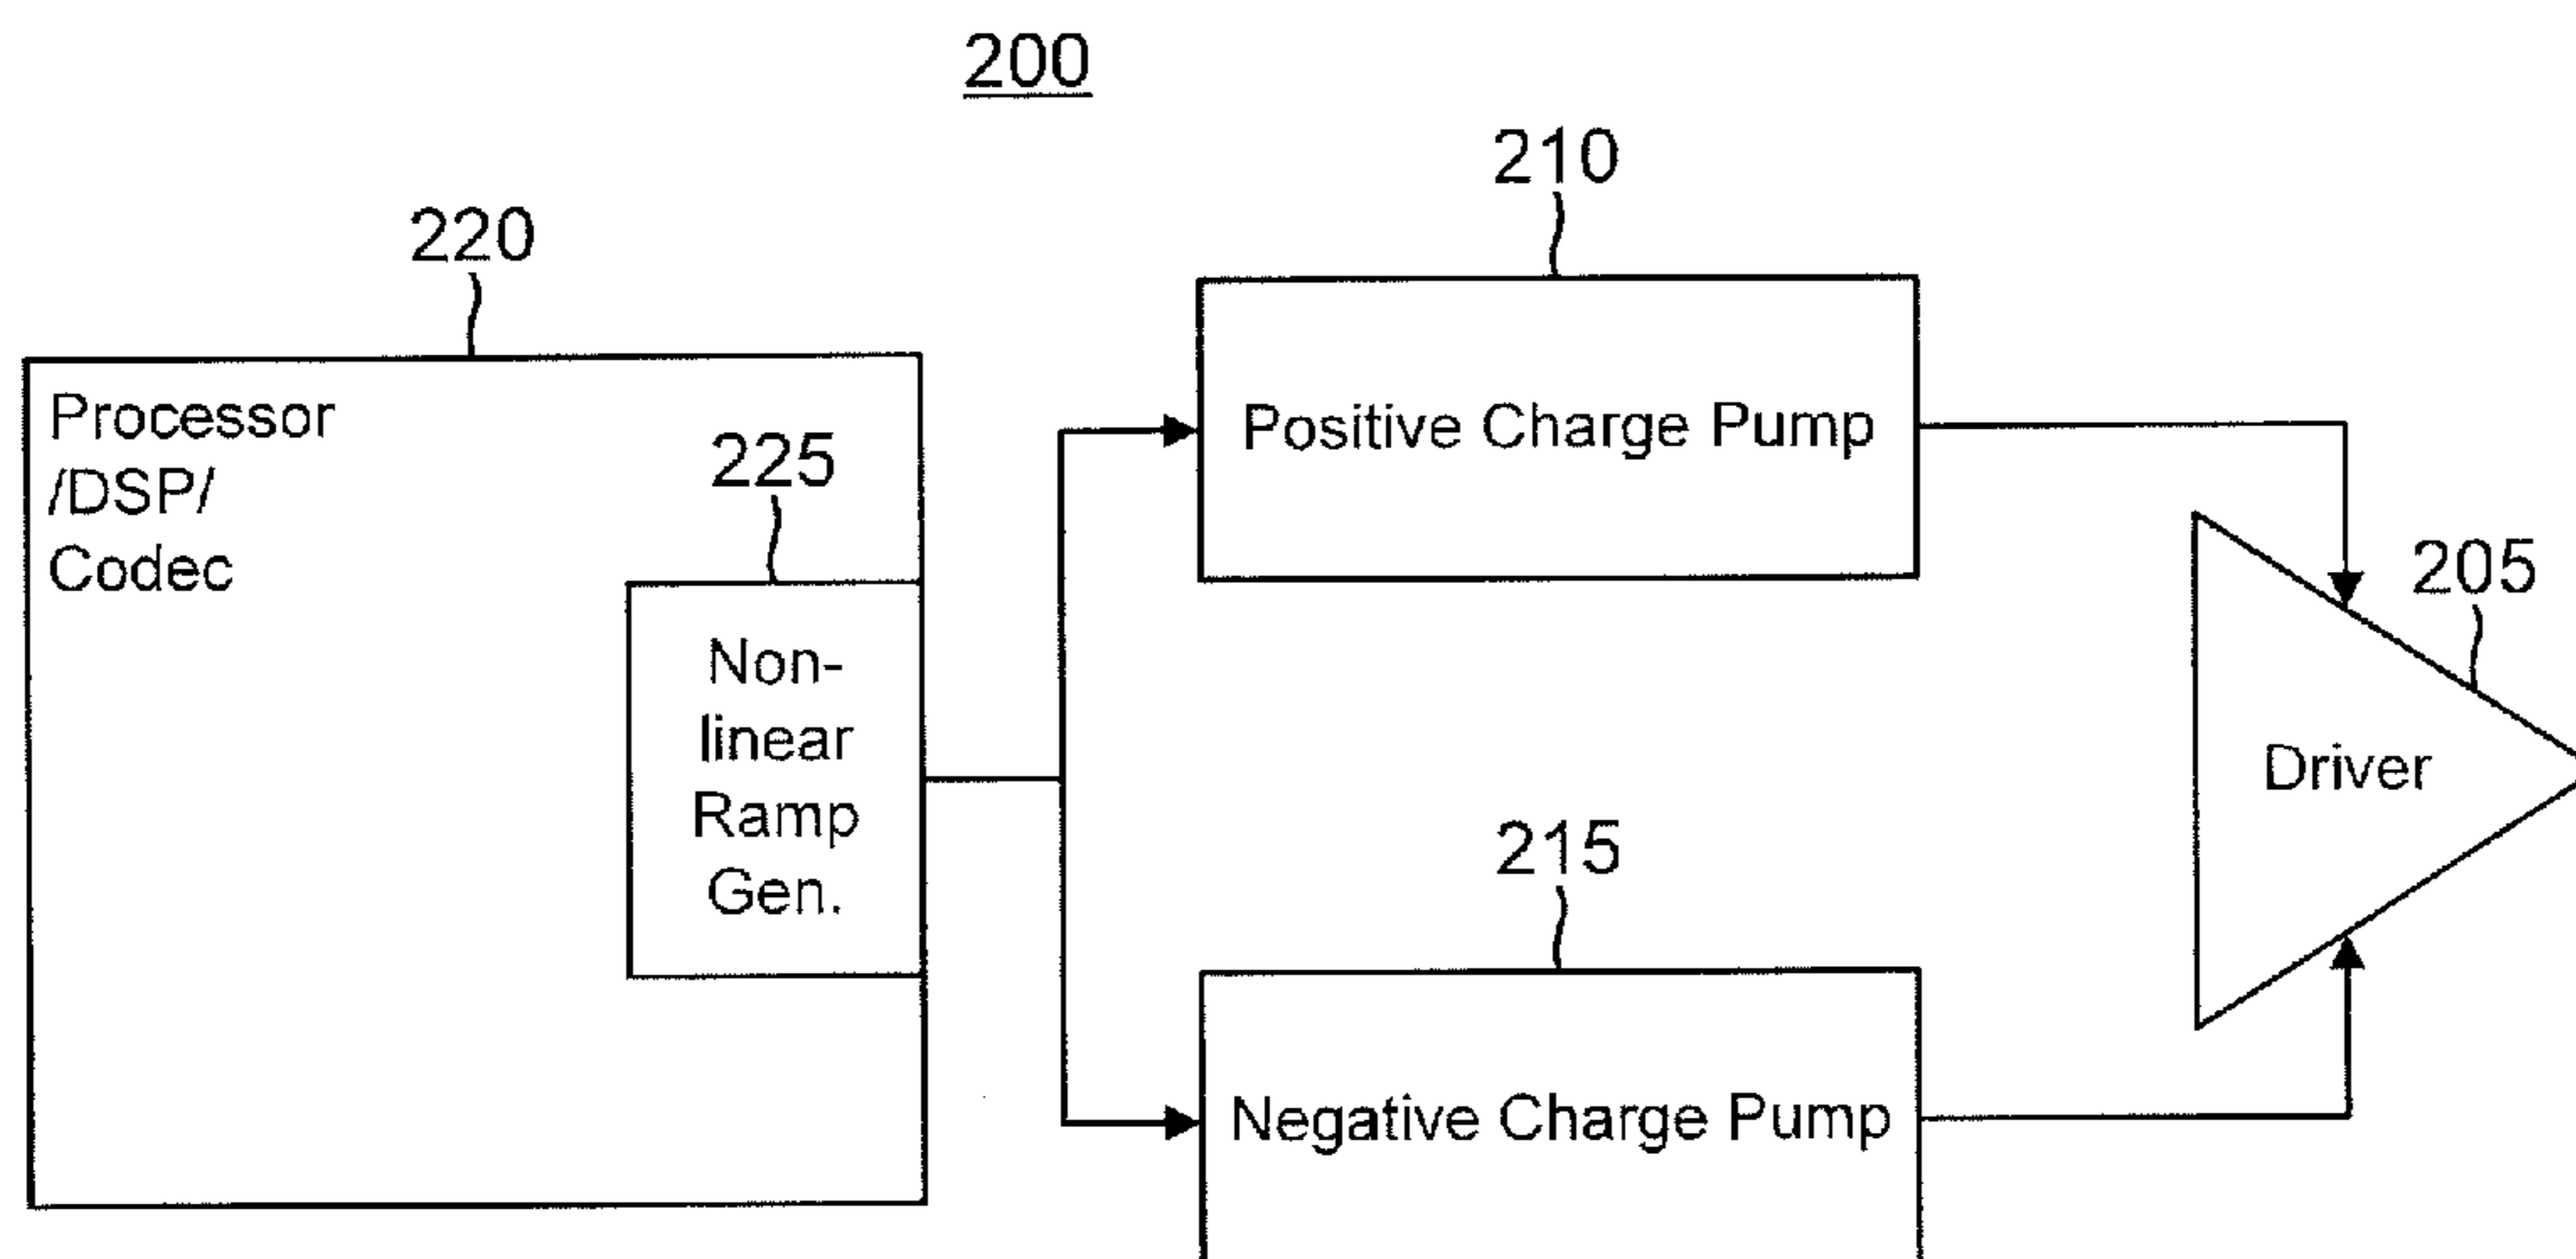 200
210
220
Processor
/DSP/
Codec
225
Non-
linear
Ramp
Gen.
Positive Charge Pump
205
Driver
215
Negative Charge Pump